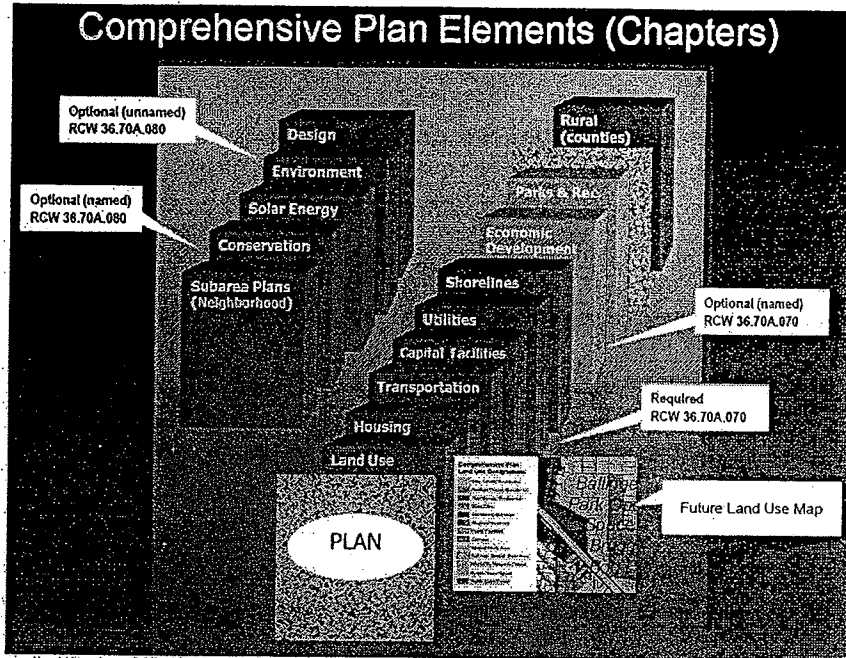 Comprehensive Plan Elements (Chapters)
Optional (unnamed)
RCW 36.70A.080
Optional (named)
RCW 36.70A.080
Design
Environment
Solar Energy
Conservation
Subarea Plans
(Neighborhood)
Rural
(counties)
Parks & Rec
Economic
Development
Shorelines
Utilities
Capital facilities
Transportation
Housing
Land Use
Optional (named)
RCW 36.70A.070
Required
RCW 36.70A.070
PLAN
Comprehensive Plan
Future Land Use Map